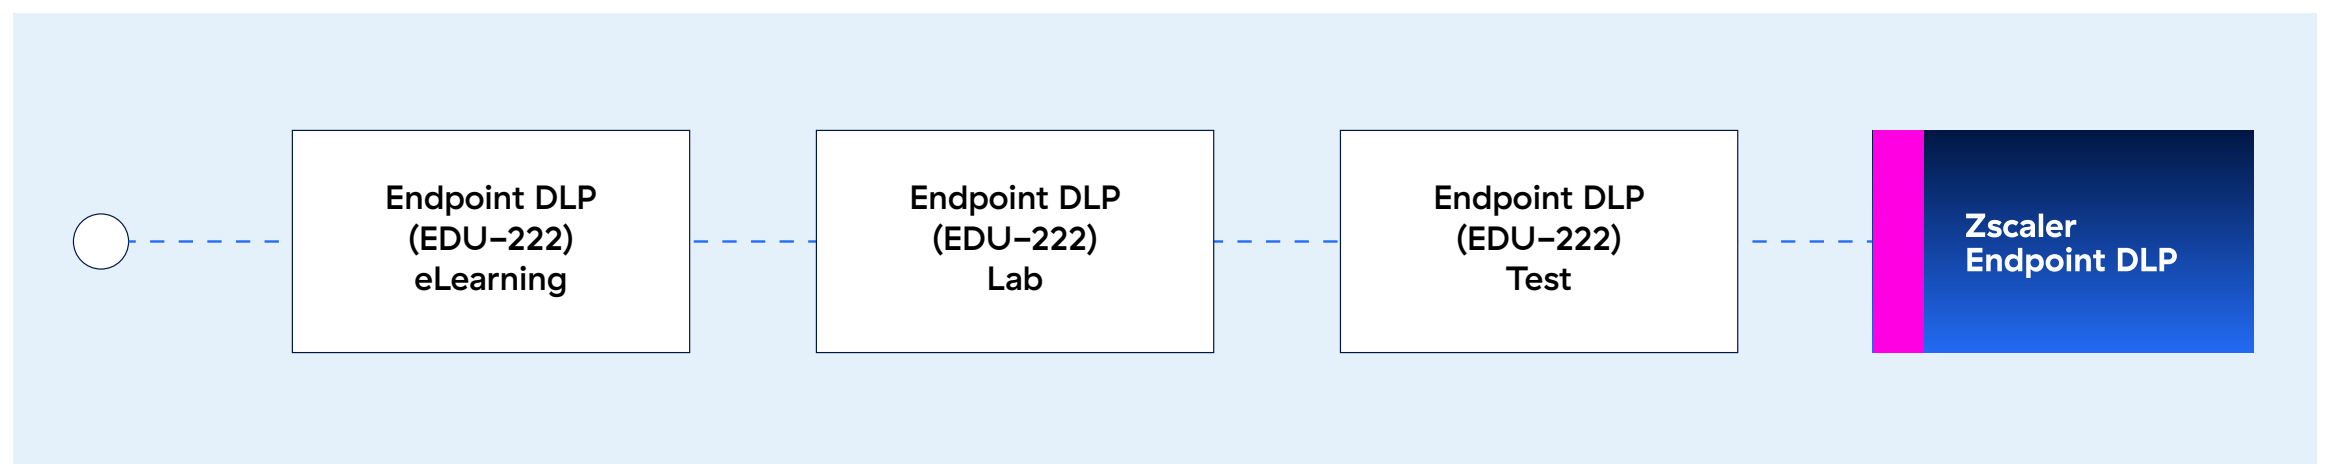 Endpoint DLP
(EDU–222)
eLearning
Endpoint DLP
(EDU–222)
Lab
Endpoint DLP
(EDU–222)
Test
Zscaler
Endpoint DLP